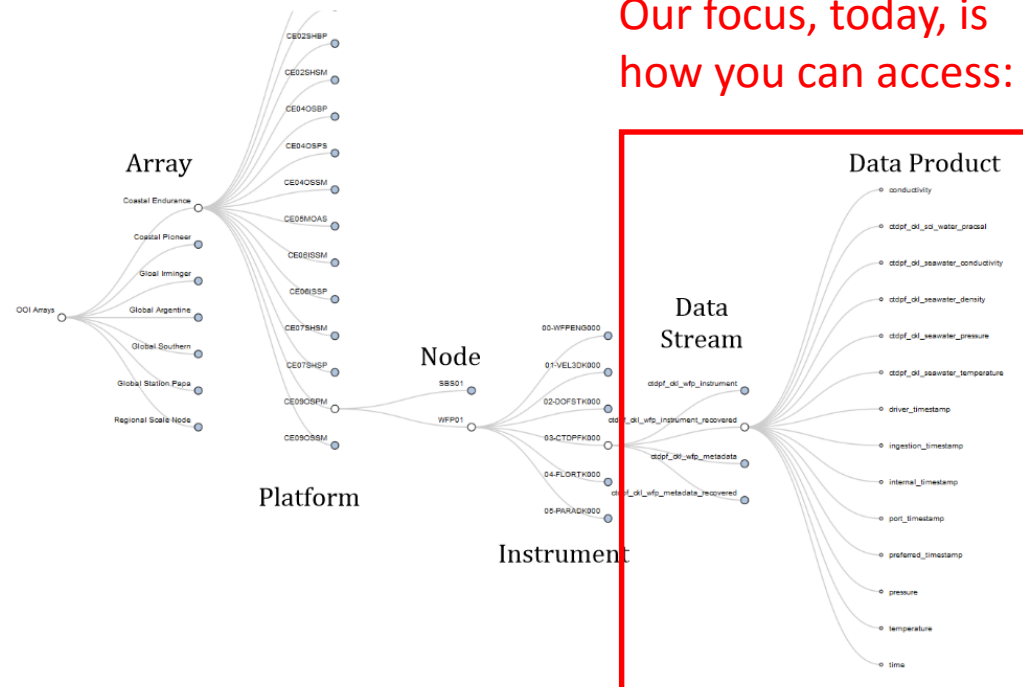 Our focus, today, is
how you can access:
Array
Platform
Node
Instrument
Data
Stream
Data Product
OOI Arrays
Coastal Endurance
Coastal Pioneer
Gloal Irminger
Global Argentine
Global Southern
Global Station Papa
Regional Scale Node
CE02SHBP
CE02SHSM
CE04OSBP
CE04OSPS
CE04OSSM
CE05MOAS
CE06ISSM
CE06ISSP
CE07SHSM
CE07SHSP
CE09OSPM
CE09OSSM
SBS01
WFP01
00-WFPENG000
01-VEL3DK000
02-DOFSTK000
03-CTDPFK000
04-FLORTK000
05-PARADK000
ctdpf_ckl_wfp_instrument
ctdpf_ckl_wfp_instrument_recovered
ctdpf_ckl_wfp_metadata
ctdpf_ckl_wfp_metadata_recovered
conductivity
ctdpf_ckl_sci_water_pracsal
ctdpf_ckl_seawater_conductivity
ctdpf_ckl_seawater_density
ctdpf_ckl_seawater_pressure
ctdpf_ckl_seawater_temperature
driver_timestamp
ingestion_timestamp
internal_timestamp
port_timestamp
preferred_timestamp
pressure
temperature
time